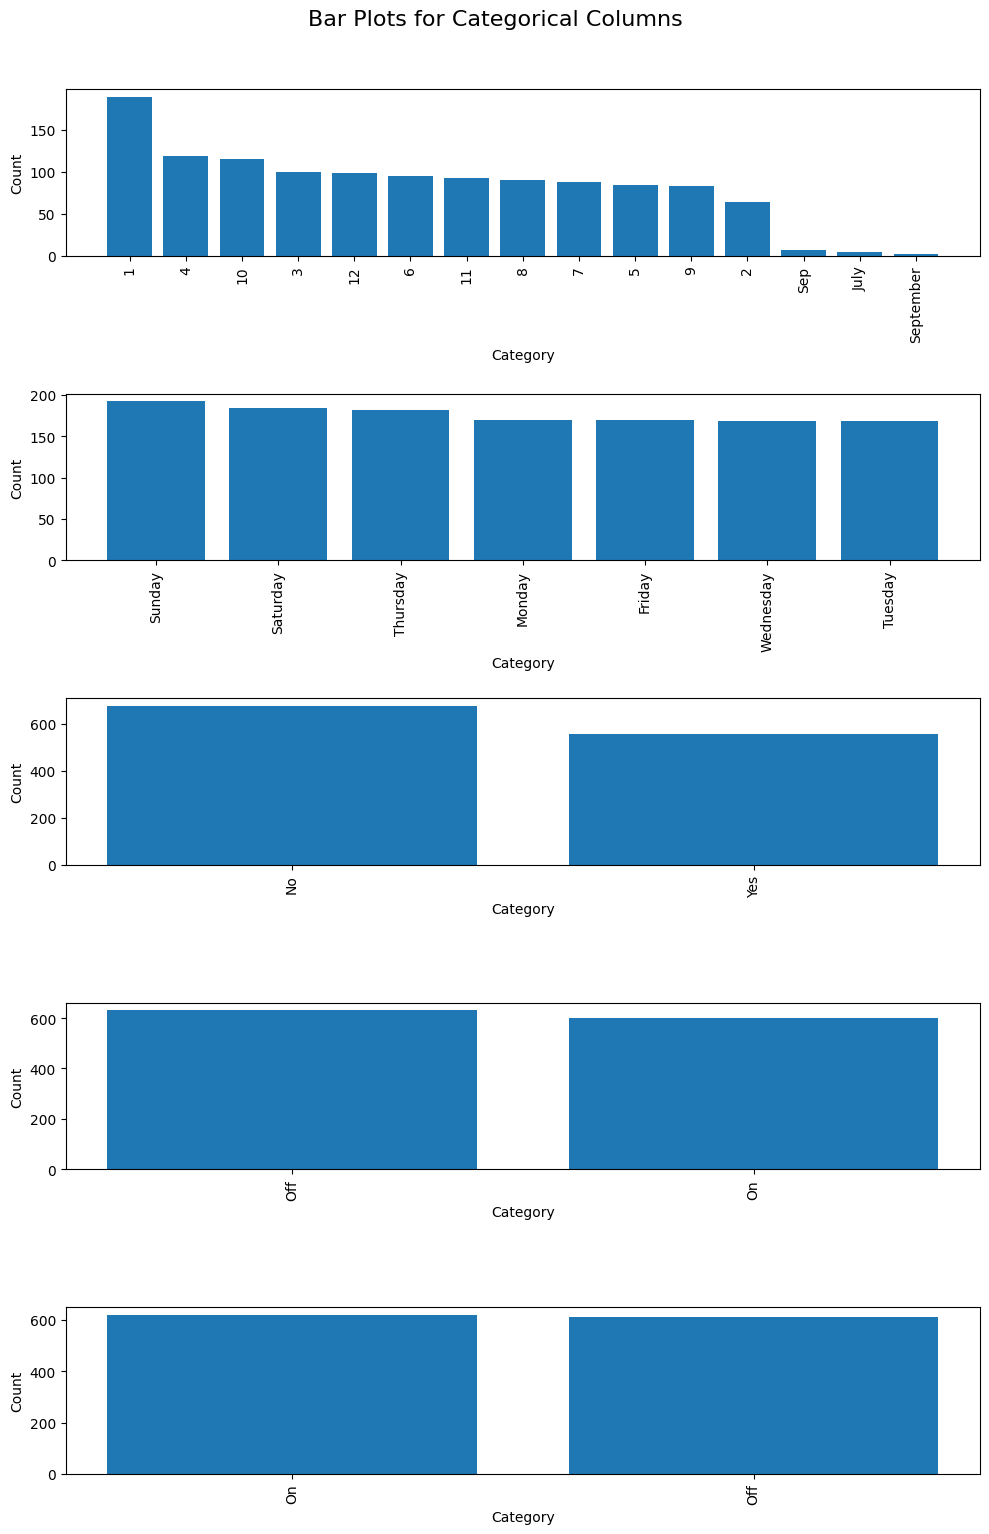 Bar Plots for Categorical Columns
150
100
50
0
Count
1 4 10 3 12 6 11 8 7 5 9 2 Sep July September
Category
200
150
100
50
0
Count
Sunday Saturday Thursday Monday Friday Wednesday Tuesday
Category
600
400
200
0
Count
No Yes
Category
600
400
200
0
Count
Off On
Category
600
400
200
0
Count
On Off
Category